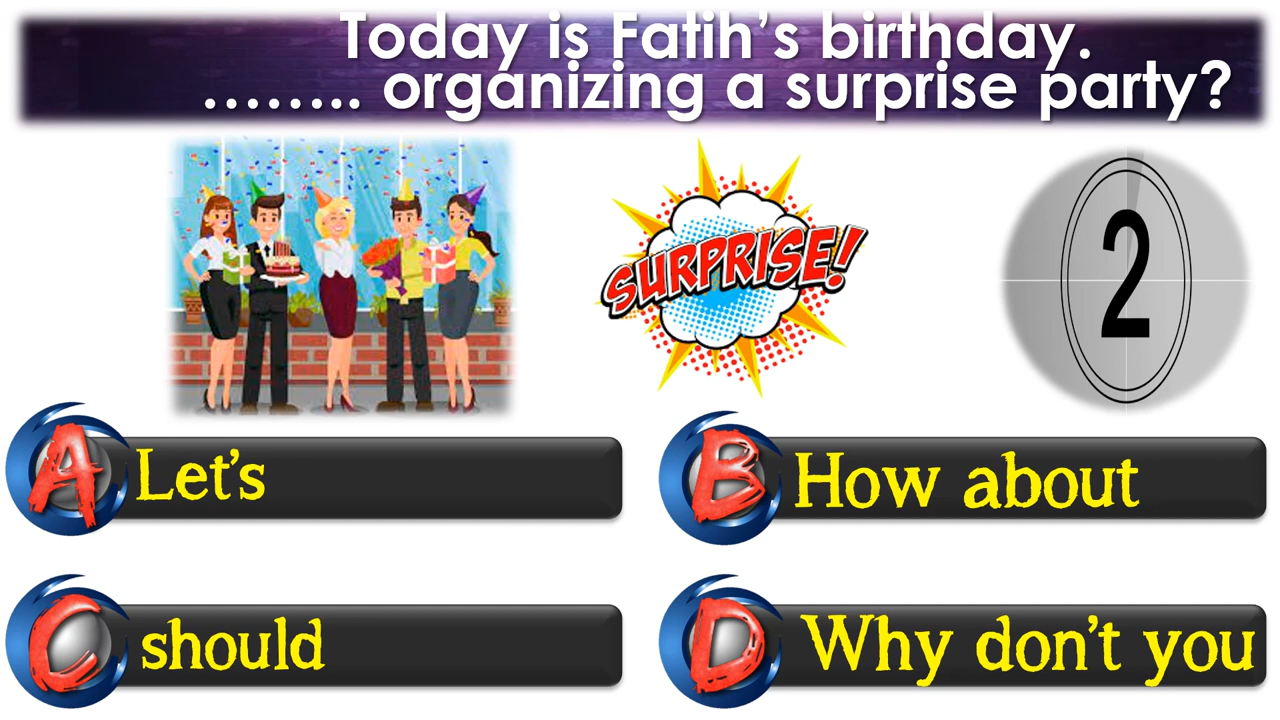 Today is Fatih’s birthday.
…….. organizing a surprise party?
SURPRISE!
2
A Let’s
B How about
C should
D Why don’t you